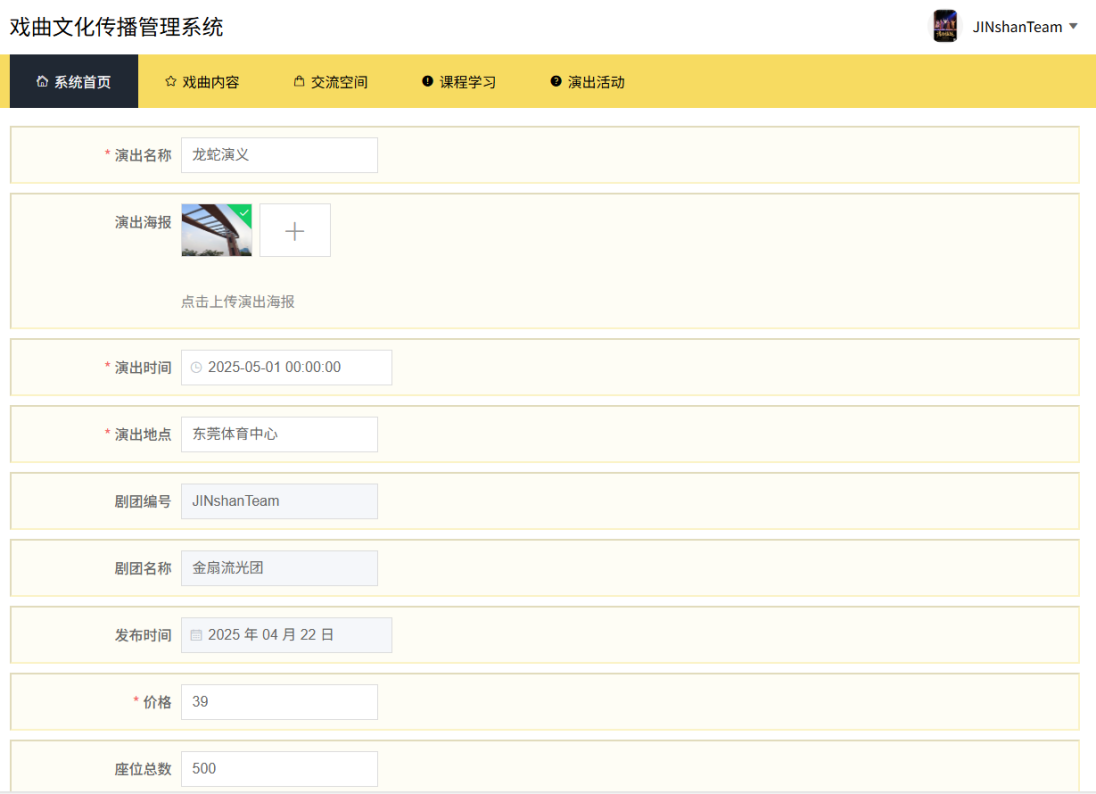 戏曲文化传播管理系统
JINshanTeam
系统首页 戏曲内容 交流空间 课程学习 演出活动
* 演出名称 龙蛇演义
演出海报
点击上传演出海报
* 演出时间 2025-05-01 00:00:00
* 演出地点 东莞体育中心
剧团编号 JINshanTeam
剧团名称 金扇流光团
发布时间 2025 年 04 月 22 日
* 价格 39
座位总数 500